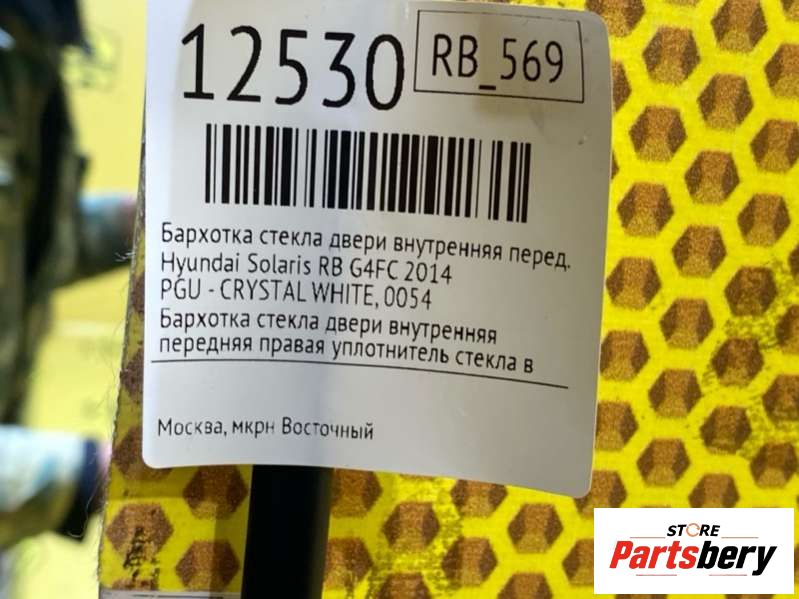 12530
RB_569
Бархотка стекла двери внутренняя перед.
Hyundai Solaris RB G4FC 2014
PGU - CRYSTAL WHITE, 0054
Бархотка стекла двери внутренняя
передняя правая уплотнитель стекла в
Москва, мкрн Восточный
STORE
Partsbery